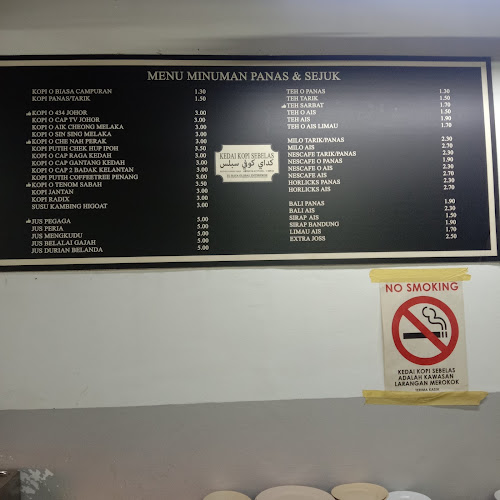 MENU MINUMAN PANAS & SEJUK
KOPI O BIASA CAMPURAN 1.30
KOPI PANAS/TARIK 1.50
KOPI O 434 JOHOR 3.00
KOPI O CAP TV JOHOR 3.00
KOPI O AIK CHEONG MELAKA 3.00
KOPI O SIN SING MELAKA 3.00
KOPI O CHE NAH PERAK 3.00
KOPI PUTIH CHEK HUP IPOH 3.50
KOPI O CAP RAGA KEDAH 3.00
KOPI O CAP GANTANG KEDAH 3.00
KOPI O CAP 2 BADAK KELANTAN 3.00
KOPI PUTIH COFFEETREE PENANG 3.00
KOPI O TENOM SABAH 3.50
KOPI JANTAN 3.00
KOPI RADIX 3.00
SUSU KAMBING HIGOAT 3.00
JUS PEGAGA 5.00
JUS PERIA 5.00
JUS MENGKUDU 5.00
JUS BELALAI GAJAH 5.00
JUS DURIAN BELANDA 5.00
KEDAI KOPI SEBELAS
كداي كوڤي سبلس
TEH O PANAS 1.30
TEH TARIK 1.50
TEH SARBAT 1.70
TEH O AIS 1.50
TEH AIS 1.90
TEH O AIS LIMAU 1.70
MILO TARIK/PANAS 2.30
MILO AIS 2.50
NESCAFE TARIK/PANAS 2.30
NESCAFE O PANAS 1.90
NESCAFE O AIS 2.30
NESCAFE AIS 2.70
HORLICKS PANAS 2.30
HORLICKS AIS 2.70
BALI PANAS 1.90
BALI AIS 2.50
SIRAP AIS 1.50
SIRAP BANDUNG 1.90
LIMAU AIS 1.70
EXTRA JOSS 2.50
NO SMOKING
KEDAI KOPI SEBELAS
ADALAH KAWASAN
LARANGAN MEROKOK
TERIMA KASIH